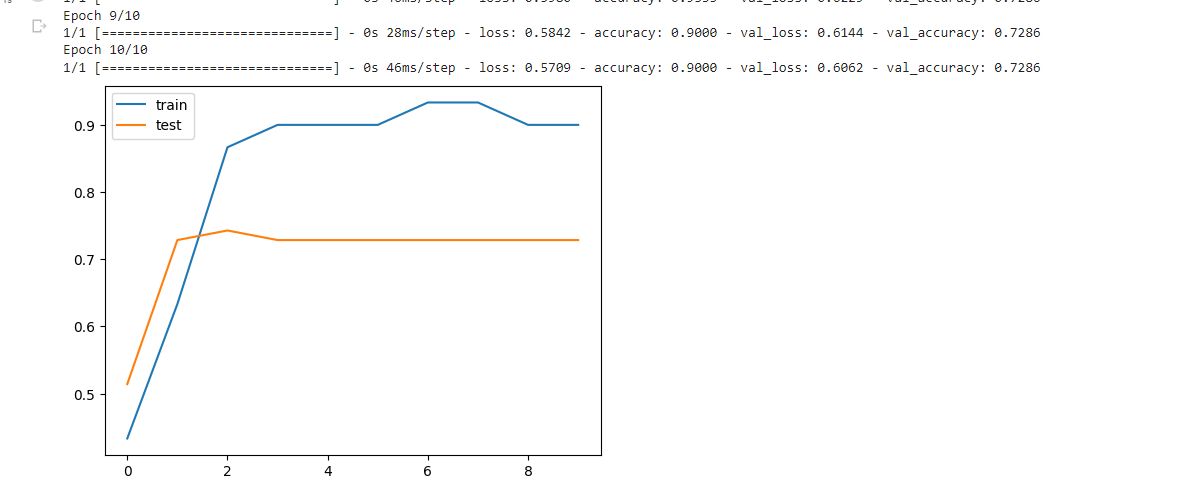 Epoch 9/10
1/1 [==============================] - 0s 28ms/step - loss: 0.5842 - accuracy: 0.9000 - val_loss: 0.6144 - val_accuracy: 0.7286
Epoch 10/10
1/1 [==============================] - 0s 46ms/step - loss: 0.5709 - accuracy: 0.9000 - val_loss: 0.6062 - val_accuracy: 0.7286
train
test
0.9
0.8
0.7
0.6
0.5
0 2 4 6 8